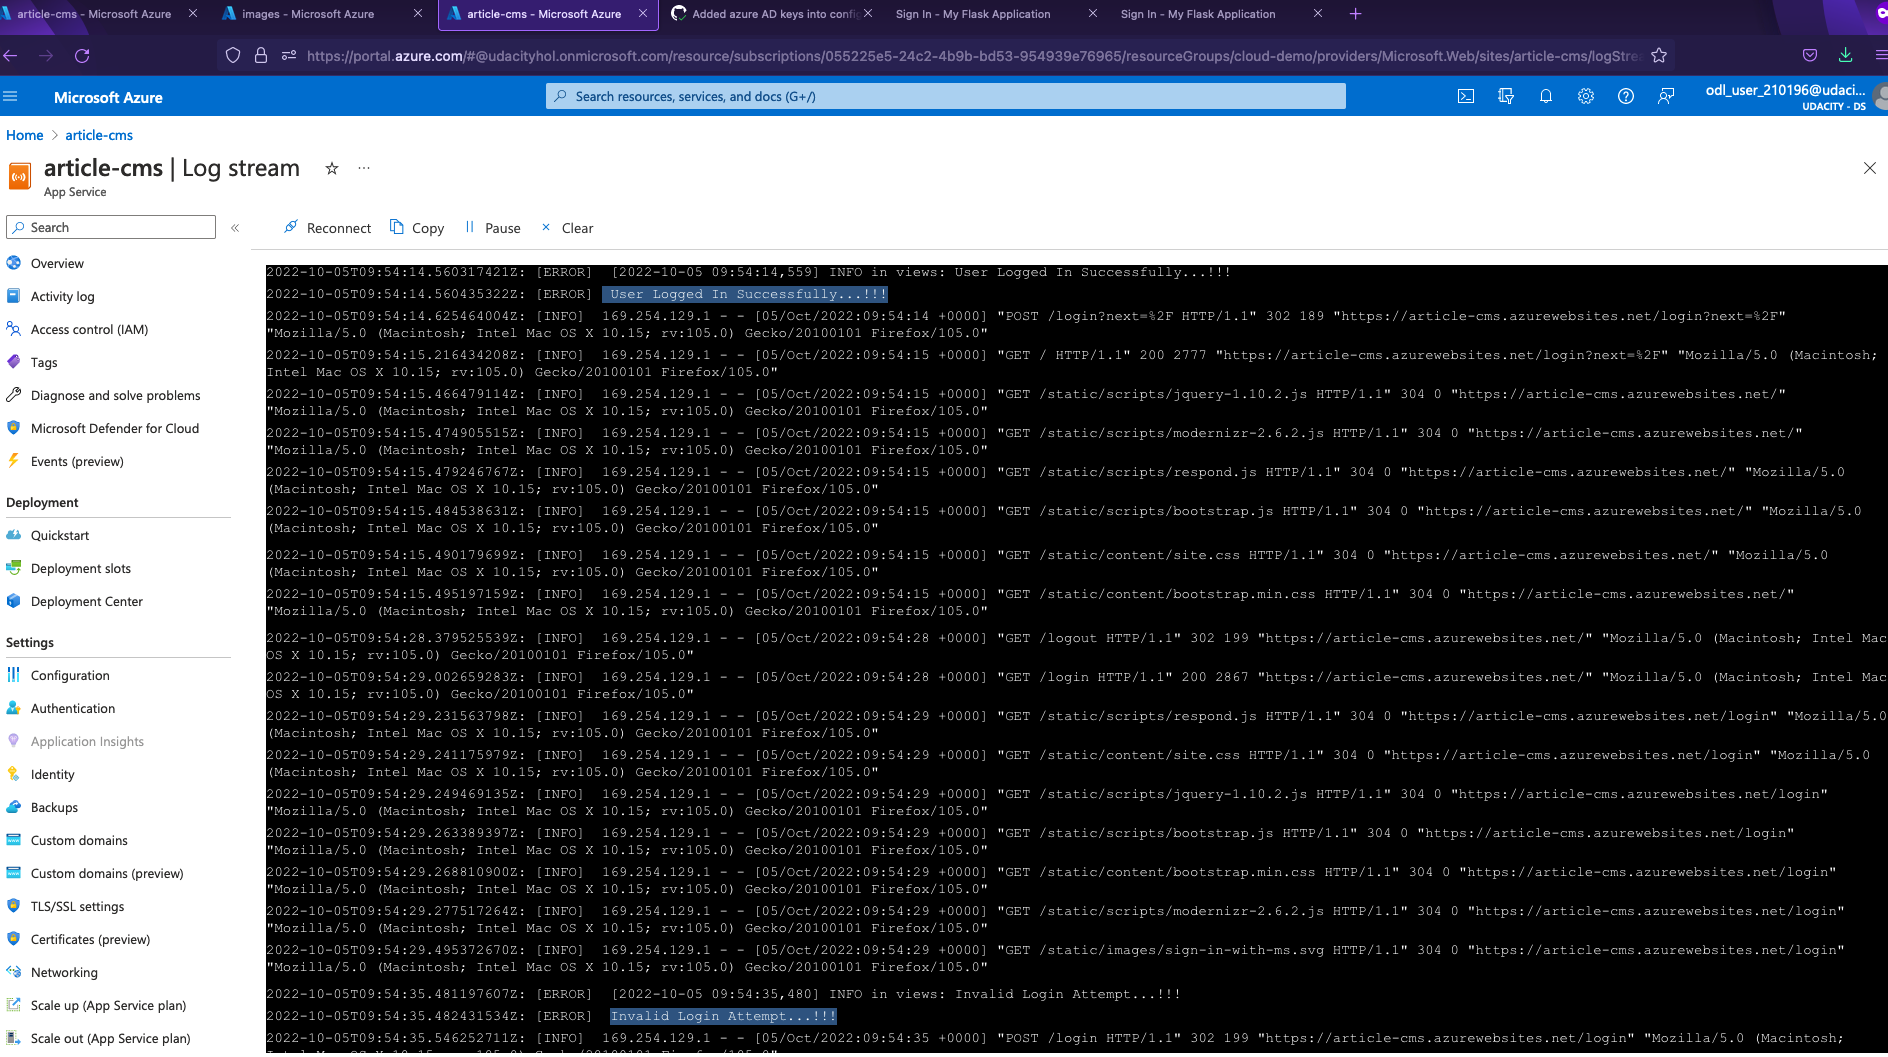 article-cms - Microsoft Azure
images - Microsoft Azure
article-cms - Microsoft Azure
Added azure AD keys into confi
Sign In - My Flask Application
Sign In - My Flask Application
https://portal.azure.com/#@udacityhol.onmicrosoft.com/resource/subscriptions/055225e5-24c2-4b9b-bd53-954939e76965/resourceGroups/cloud-demo/providers/Microsoft.Web/sites/article-cms/logStre
Microsoft Azure
Search resources, services, and docs (G+/)
odl_user_210196@udaci...
UDACITY - DS
Home > article-cms
article-cms | Log stream
App Service
Search
Reconnect
Copy
Pause
Clear
Overview
Activity log
Access control (IAM)
Tags
Diagnose and solve problems
Microsoft Defender for Cloud
Events (preview)
Deployment
Quickstart
Deployment slots
Deployment Center
Settings
Configuration
Authentication
Application Insights
Identity
Backups
Custom domains
Custom domains (preview)
TLS/SSL settings
Certificates (preview)
Networking
Scale up (App Service plan)
Scale out (App Service plan)
2022-10-05T09:54:14.560317421Z: [ERROR]  [2022-10-05 09:54:14,559] INFO in views: User Logged In Successfully...!!!
2022-10-05T09:54:14.560435322Z: [ERROR]  User Logged In Successfully...!!!
2022-10-05T09:54:14.625464004Z: [INFO]  169.254.129.1 - - [05/Oct/2022:09:54:14 +0000] "POST /login?next=%2F HTTP/1.1" 302 189 "https://article-cms.azurewebsites.net/login?next=%2F"
"Mozilla/5.0 (Macintosh; Intel Mac OS X 10.15; rv:105.0) Gecko/20100101 Firefox/105.0"
2022-10-05T09:54:15.216434208Z: [INFO]  169.254.129.1 - - [05/Oct/2022:09:54:15 +0000] "GET / HTTP/1.1" 200 2777 "https://article-cms.azurewebsites.net/login?next=%2F" "Mozilla/5.0 (Macintosh;
Intel Mac OS X 10.15; rv:105.0) Gecko/20100101 Firefox/105.0"
2022-10-05T09:54:15.466479114Z: [INFO]  169.254.129.1 - - [05/Oct/2022:09:54:15 +0000] "GET /static/scripts/jquery-1.10.2.js HTTP/1.1" 304 0 "https://article-cms.azurewebsites.net/"
"Mozilla/5.0 (Macintosh; Intel Mac OS X 10.15; rv:105.0) Gecko/20100101 Firefox/105.0"
2022-10-05T09:54:15.474905515Z: [INFO]  169.254.129.1 - - [05/Oct/2022:09:54:15 +0000] "GET /static/scripts/modernizr-2.6.2.js HTTP/1.1" 304 0 "https://article-cms.azurewebsites.net/"
"Mozilla/5.0 (Macintosh; Intel Mac OS X 10.15; rv:105.0) Gecko/20100101 Firefox/105.0"
2022-10-05T09:54:15.479246767Z: [INFO]  169.254.129.1 - - [05/Oct/2022:09:54:15 +0000] "GET /static/scripts/respond.js HTTP/1.1" 304 0 "https://article-cms.azurewebsites.net/" "Mozilla/5.0
(Macintosh; Intel Mac OS X 10.15; rv:105.0) Gecko/20100101 Firefox/105.0"
2022-10-05T09:54:15.484538631Z: [INFO]  169.254.129.1 - - [05/Oct/2022:09:54:15 +0000] "GET /static/scripts/bootstrap.js HTTP/1.1" 304 0 "https://article-cms.azurewebsites.net/" "Mozilla/5.0
(Macintosh; Intel Mac OS X 10.15; rv:105.0) Gecko/20100101 Firefox/105.0"
2022-10-05T09:54:15.490179699Z: [INFO]  169.254.129.1 - - [05/Oct/2022:09:54:15 +0000] "GET /static/content/site.css HTTP/1.1" 304 0 "https://article-cms.azurewebsites.net/" "Mozilla/5.0
(Macintosh; Intel Mac OS X 10.15; rv:105.0) Gecko/20100101 Firefox/105.0"
2022-10-05T09:54:15.495197159Z: [INFO]  169.254.129.1 - - [05/Oct/2022:09:54:15 +0000] "GET /static/content/bootstrap.min.css HTTP/1.1" 304 0 "https://article-cms.azurewebsites.net/"
"Mozilla/5.0 (Macintosh; Intel Mac OS X 10.15; rv:105.0) Gecko/20100101 Firefox/105.0"
2022-10-05T09:54:28.379525539Z: [INFO]  169.254.129.1 - - [05/Oct/2022:09:54:28 +0000] "GET /logout HTTP/1.1" 302 199 "https://article-cms.azurewebsites.net/" "Mozilla/5.0 (Macintosh; Intel Mac
OS X 10.15; rv:105.0) Gecko/20100101 Firefox/105.0"
2022-10-05T09:54:29.002659283Z: [INFO]  169.254.129.1 - - [05/Oct/2022:09:54:28 +0000] "GET /login HTTP/1.1" 200 2867 "https://article-cms.azurewebsites.net/" "Mozilla/5.0 (Macintosh; Intel Mac
OS X 10.15; rv:105.0) Gecko/20100101 Firefox/105.0"
2022-10-05T09:54:29.231563798Z: [INFO]  169.254.129.1 - - [05/Oct/2022:09:54:29 +0000] "GET /static/scripts/respond.js HTTP/1.1" 304 0 "https://article-cms.azurewebsites.net/login" "Mozilla/5.0
(Macintosh; Intel Mac OS X 10.15; rv:105.0) Gecko/20100101 Firefox/105.0"
2022-10-05T09:54:29.241175979Z: [INFO]  169.254.129.1 - - [05/Oct/2022:09:54:29 +0000] "GET /static/content/site.css HTTP/1.1" 304 0 "https://article-cms.azurewebsites.net/login" "Mozilla/5.0
(Macintosh; Intel Mac OS X 10.15; rv:105.0) Gecko/20100101 Firefox/105.0"
2022-10-05T09:54:29.249469135Z: [INFO]  169.254.129.1 - - [05/Oct/2022:09:54:29 +0000] "GET /static/scripts/jquery-1.10.2.js HTTP/1.1" 304 0 "https://article-cms.azurewebsites.net/login"
"Mozilla/5.0 (Macintosh; Intel Mac OS X 10.15; rv:105.0) Gecko/20100101 Firefox/105.0"
2022-10-05T09:54:29.263389397Z: [INFO]  169.254.129.1 - - [05/Oct/2022:09:54:29 +0000] "GET /static/scripts/bootstrap.js HTTP/1.1" 304 0 "https://article-cms.azurewebsites.net/login"
"Mozilla/5.0 (Macintosh; Intel Mac OS X 10.15; rv:105.0) Gecko/20100101 Firefox/105.0"
2022-10-05T09:54:29.268810900Z: [INFO]  169.254.129.1 - - [05/Oct/2022:09:54:29 +0000] "GET /static/content/bootstrap.min.css HTTP/1.1" 304 0 "https://article-cms.azurewebsites.net/login"
"Mozilla/5.0 (Macintosh; Intel Mac OS X 10.15; rv:105.0) Gecko/20100101 Firefox/105.0"
2022-10-05T09:54:29.277517264Z: [INFO]  169.254.129.1 - - [05/Oct/2022:09:54:29 +0000] "GET /static/scripts/modernizr-2.6.2.js HTTP/1.1" 304 0 "https://article-cms.azurewebsites.net/login"
"Mozilla/5.0 (Macintosh; Intel Mac OS X 10.15; rv:105.0) Gecko/20100101 Firefox/105.0"
2022-10-05T09:54:29.495372670Z: [INFO]  169.254.129.1 - - [05/Oct/2022:09:54:29 +0000] "GET /static/images/sign-in-with-ms.svg HTTP/1.1" 304 0 "https://article-cms.azurewebsites.net/login"
"Mozilla/5.0 (Macintosh; Intel Mac OS X 10.15; rv:105.0) Gecko/20100101 Firefox/105.0"
2022-10-05T09:54:35.481197607Z: [ERROR]  [2022-10-05 09:54:35,480] INFO in views: Invalid Login Attempt...!!!
2022-10-05T09:54:35.482431534Z: [ERROR]  Invalid Login Attempt...!!!
2022-10-05T09:54:35.546252711Z: [INFO]  169.254.129.1 - - [05/Oct/2022:09:54:35 +0000] "POST /login HTTP/1.1" 302 199 "https://article-cms.azurewebsites.net/login" "Mozilla/5.0 (Macintosh;